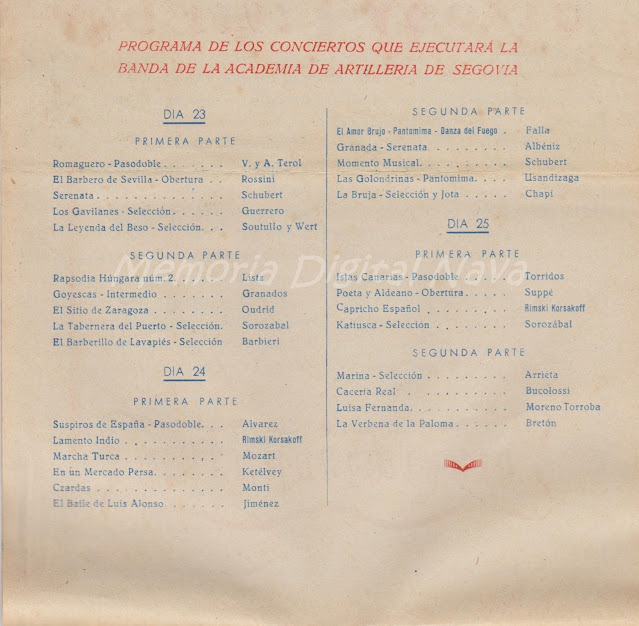 PROGRAMA DE LOS CONCIERTOS QUE EJECUTARÁ LA
BANDA DE LA ACADEMIA DE ARTILLERIA DE SEGOVIA
DIA 23
PRIMERA PARTE
Romaguero - Pasodoble . . . . . . . V. y A. Terol
El Barbero de Sevilla - Obertura . . Rossini
Serenata . . . . . . . . . . . . Schubert
Los Gavilanes - Selección. . . . . . Guerrero
La Leyenda del Beso - Selección. . . Soutullo y Wert
SEGUNDA PARTE
Rapsodia Húngara núm. 2. . . . . . Listz
Goyescas - Intermedio . . . . . . . Granados
El Sitio de Zaragoza . . . . . . . . Oudrid
La Tabernera del Puerto - Selección. Sorozabal
El Barberillo de Lavapiés - Selección Barbieri
DIA 24
PRIMERA PARTE
Suspiros de España - Pasodoble. . . Alvarez
Lamento Indio . . . . . . . . . . . Rimski Korsakoff
Marcha Turca . . . . . . . . . . . Mozart
En un Mercado Persa. . . . . . . . Ketélvey
Czardas . . . . . . . . . . . . . Monti
El Baile de Luis Alonso . . . . . . . Jiménez
SEGUNDA PARTE
El Amor Brujo - Pantomima - Danza del Fuego . Falla
Granada - Serenata. . . . . . . . . Albéniz
Momento Musical. . . . . . . . . . Schubert
Las Golondrinas - Pantomima. . . . Usandizaga
La Bruja - Selección y Jota . . . . . Chapí
DIA 25
PRIMERA PARTE
Islas Canarias - Pasodoble . . . . . Torridos
Poeta y Aldeano - Obertura. . . . . Suppé
Capricho Español . . . . . . . . . Rimski Korsakoff
Katiusca - Selección . . . . . . . . Sorozábal
SEGUNDA PARTE
Marina - Selección . . . . . . . . . Arrieta
Caceria Real . . . . . . . . . . . Bucolossi
Luisa Fernanda. . . . . . . . . . . Moreno Torroba
La Verbena de la Paloma . . . . . . Bretón
Memoria Digital Nava